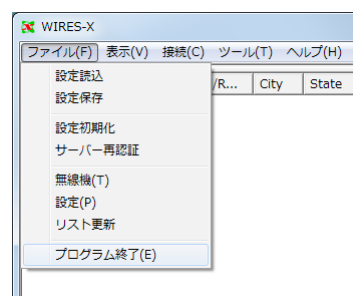 WIRES-X
ファイル(F) 表示(V) 接続(C) ツール(T) ヘルプ(H)
/R... City State
設定読込
設定保存
設定初期化
サーバー再認証
無線機(T)
設定(P)
リスト更新
プログラム終了(E)